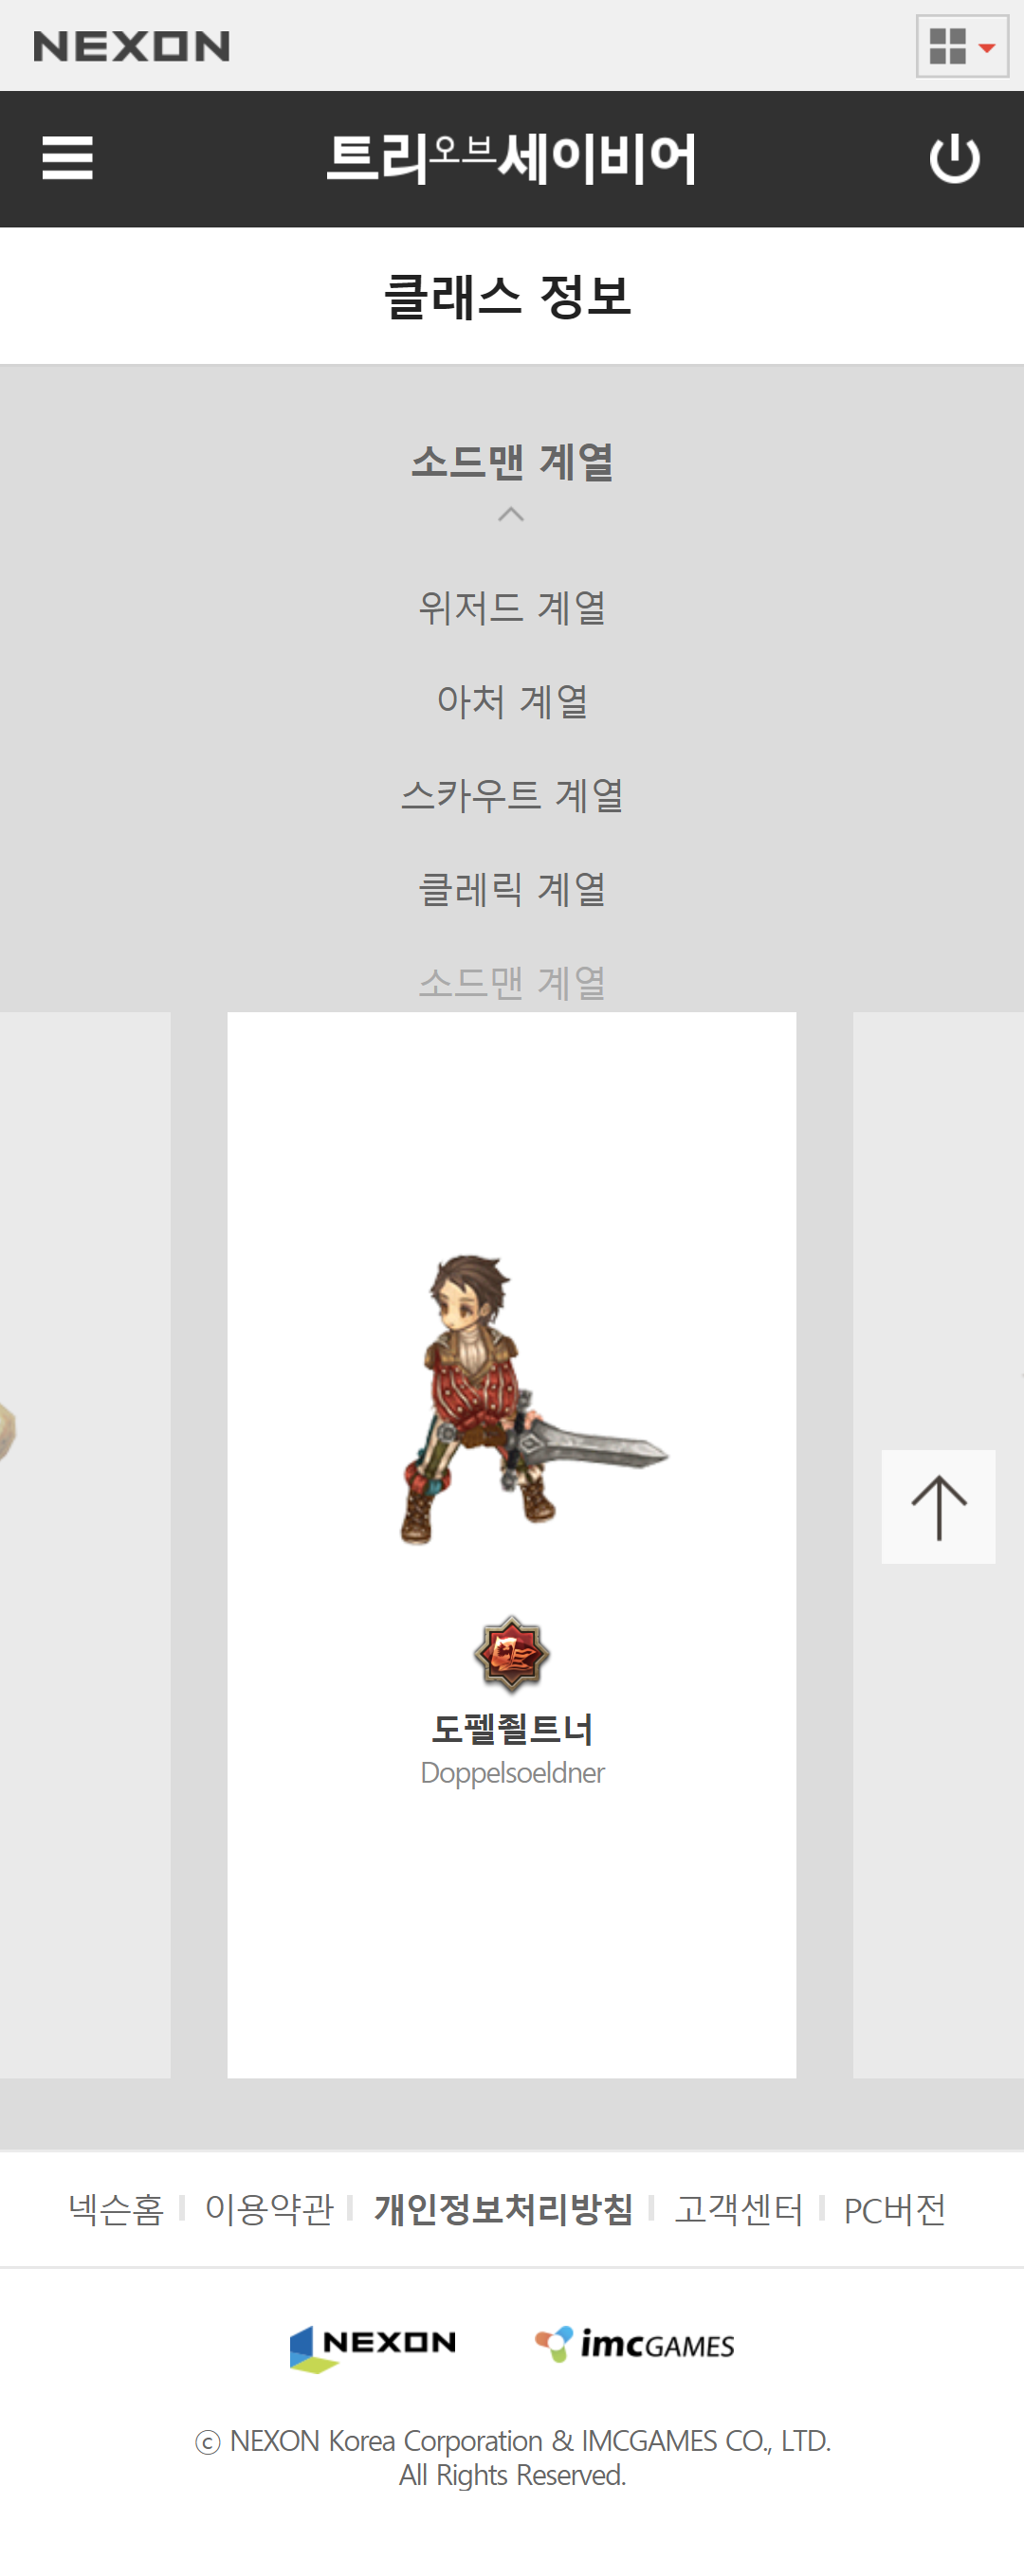 NEXON
트리오브세이비어
클래스 정보
소드맨 계열
위저드 계열
아처 계열
스카우트 계열
클레릭 계열
소드맨 계열
도펠죌트너
Doppelsoeldner
넥슨홈 이용약관 개인정보처리방침 고객센터 PC버전
NEXON imcGAMES
ⓒ NEXON Korea Corporation & IMCGAMES CO., LTD.
All Rights Reserved.